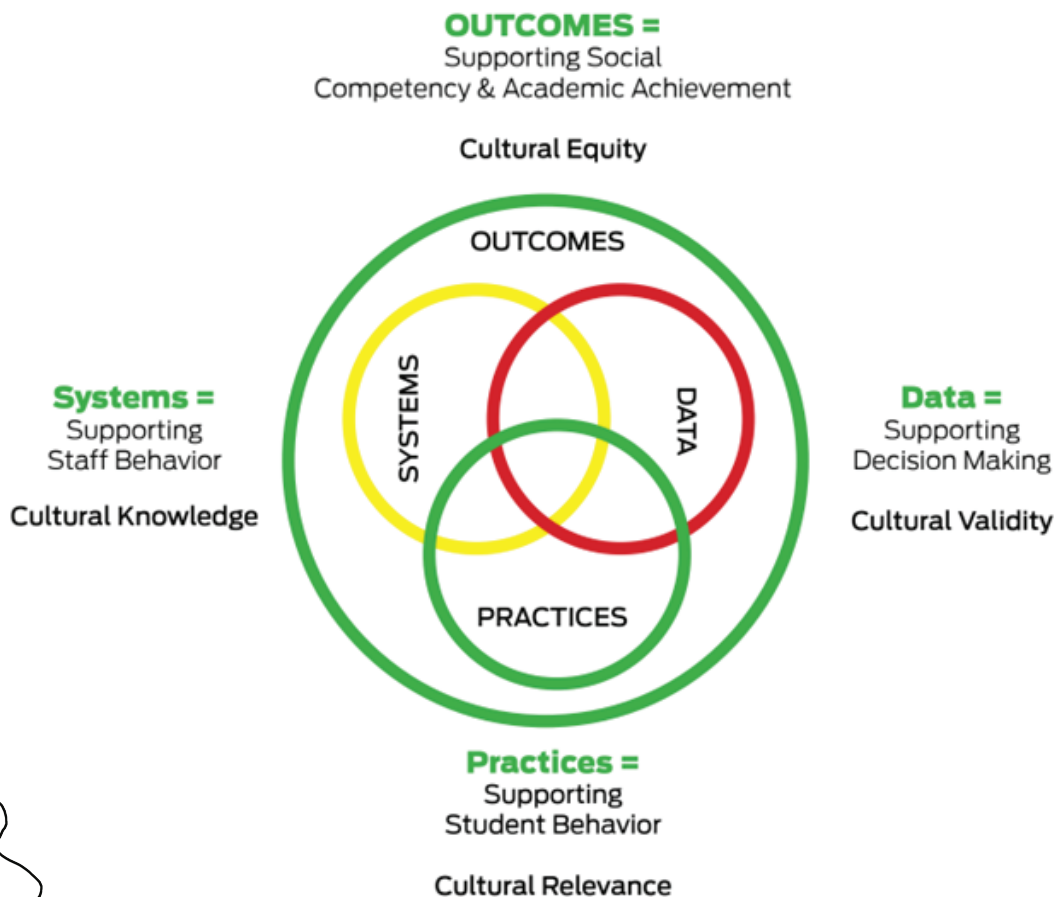 OUTCOMES =
Supporting Social
Competency & Academic Achievement
Cultural Equity
OUTCOMES
SYSTEMS
DATA
PRACTICES
Systems =
Supporting
Staff Behavior
Cultural Knowledge
Data =
Supporting
Decision Making
Cultural Validity
Practices =
Supporting
Student Behavior
Cultural Relevance